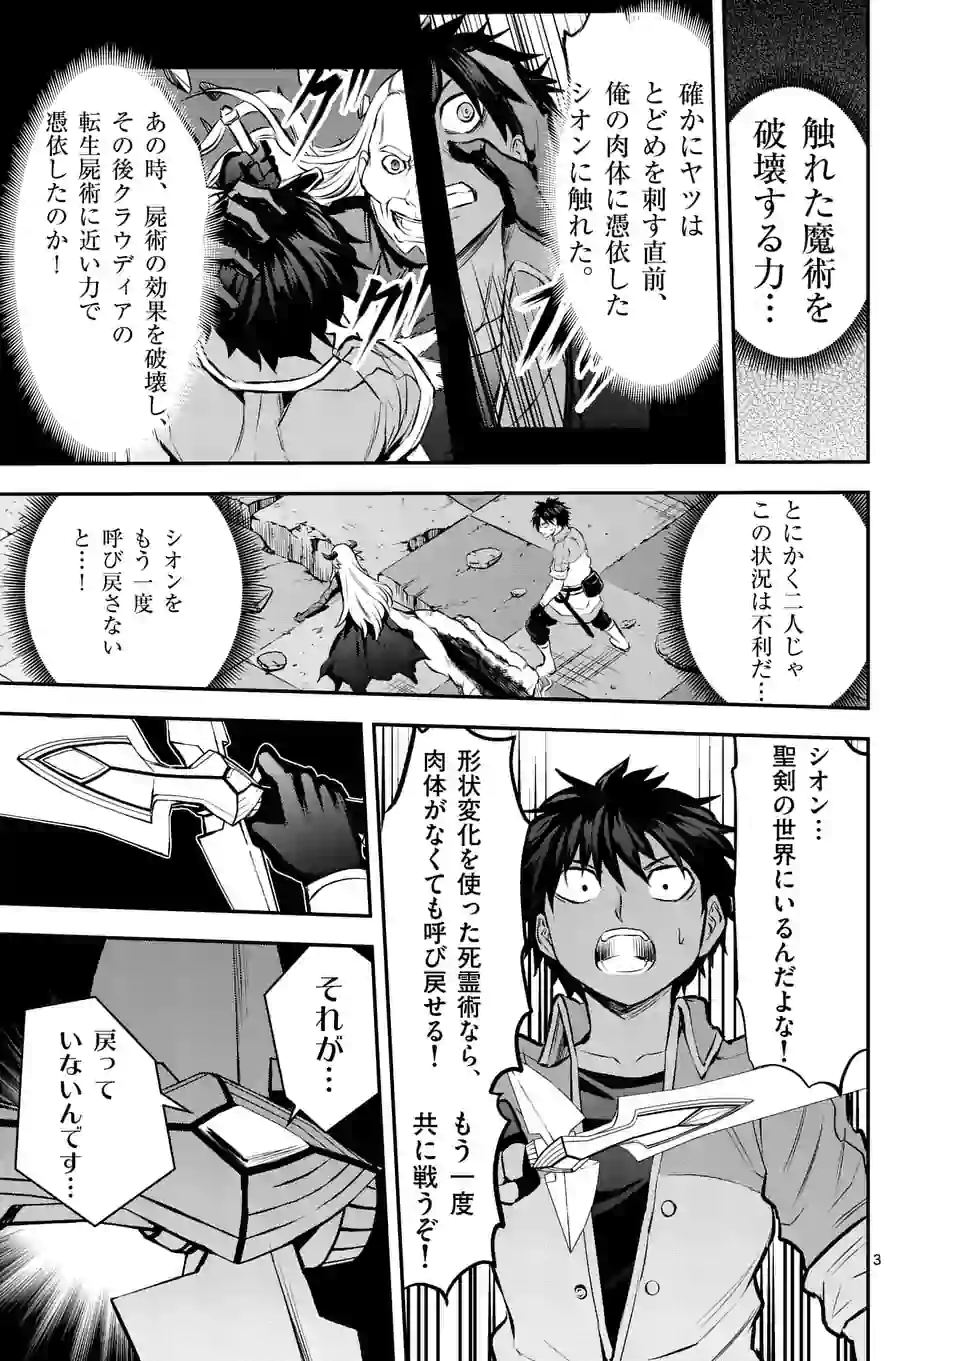 触れた魔術を
破壊する力…
確かにヤツは
とどめを刺す直前、
俺の肉体に憑依した
シオンに触れた。
あの時、屍術の効果を破壊し、
その後クラウディアの
転生屍術に近い力で
憑依したのか！
とにかく二人じゃ
この状況は不利だ…
シオンを
もう一度
呼び戻さない
と…！
シオン…
聖剣の世界にいるんだよな！
形状変化を使った死霊術なら、
肉体がなくても呼び戻せる！
もう一度
共に戦うぞ！
それが…
戻って
いないんです…
3